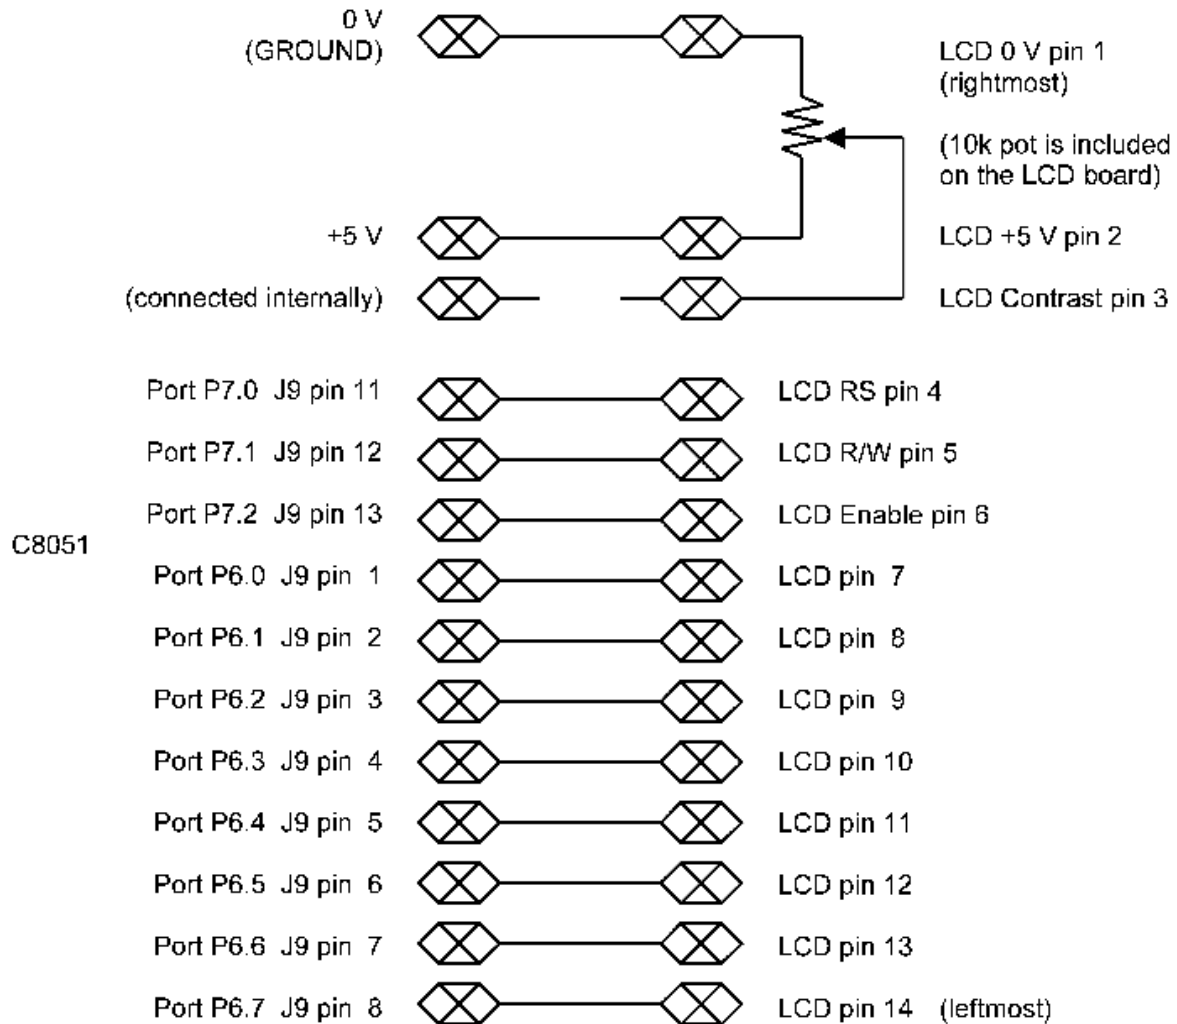 0 V
(GROUND)
LCD 0 V pin 1
(rightmost)
(10k pot is included
on the LCD board)
+5 V
LCD +5 V pin 2
(connected internally)
LCD Contrast pin 3
Port P7.0 J9 pin 11
LCD RS pin 4
Port P7.1 J9 pin 12
LCD R/W pin 5
Port P7.2 J9 pin 13
LCD Enable pin 6
C8051
Port P6.0 J9 pin 1
LCD pin 7
Port P6.1 J9 pin 2
LCD pin 8
Port P6.2 J9 pin 3
LCD pin 9
Port P6.3 J9 pin 4
LCD pin 10
Port P6.4 J9 pin 5
LCD pin 11
Port P6.5 J9 pin 6
LCD pin 12
Port P6.6 J9 pin 7
LCD pin 13
Port P6.7 J9 pin 8
LCD pin 14 (leftmost)